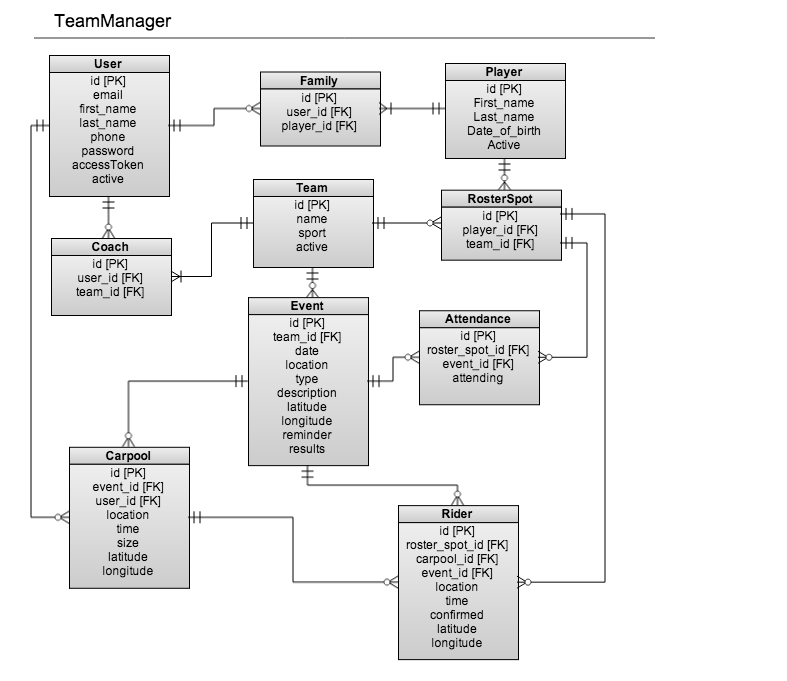 TeamManager
User
id [PK]
email
first_name
last_name
phone
password
accessToken
active
Family
id [PK]
user_id [FK]
player_id [FK]
Player
id [PK]
First_name
Last_name
Date_of_birth
Active
Team
id [PK]
name
sport
active
RosterSpot
id [PK]
player_id [FK]
team_id [FK]
Coach
id [PK]
user_id [FK]
team_id [FK]
Event
id [PK]
team_id [FK]
date
location
type
description
latitude
longitude
reminder
results
Attendance
id [PK]
roster_spot_id [FK]
event_id [FK]
attending
Carpool
id [PK]
event_id [FK]
user_id [FK]
location
time
size
latitude
longitude
Rider
id [PK]
roster_spot_id [FK]
carpool_id [FK]
event_id [FK]
location
time
confirmed
latitude
longitude